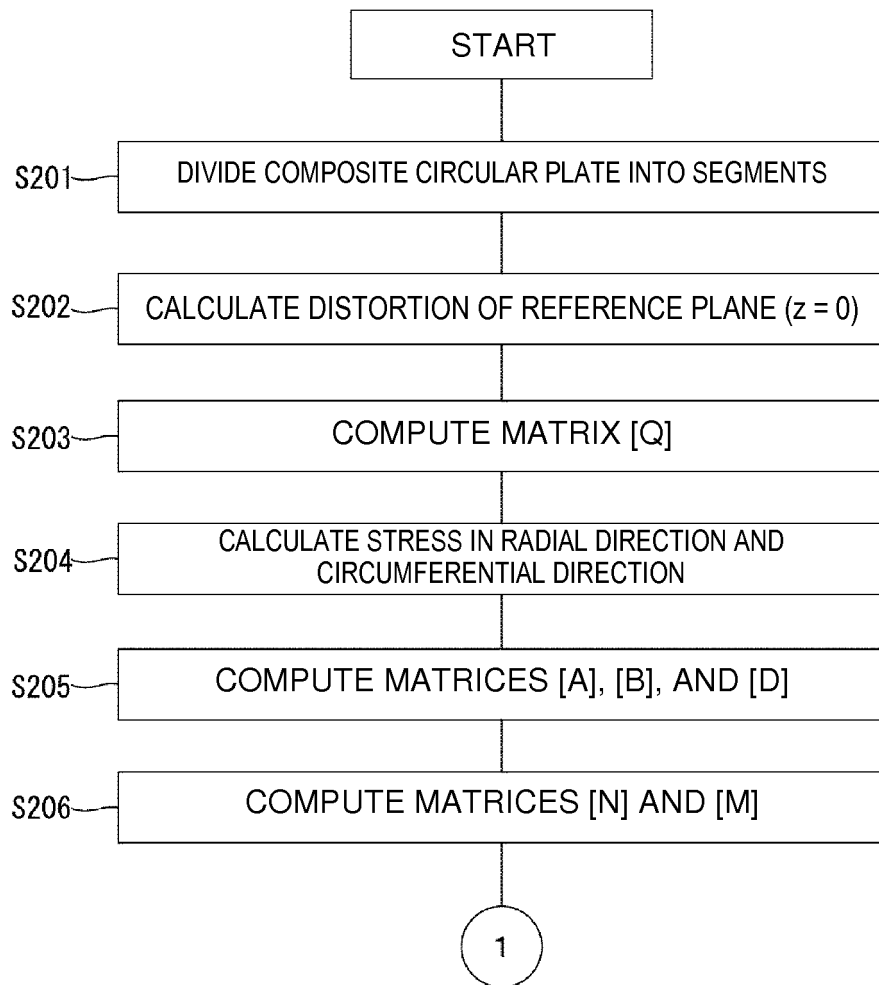 START
S201
DIVIDE COMPOSITE CIRCULAR PLATE INTO SEGMENTS
S202
CALCULATE DISTORTION OF REFERENCE PLANE (z = 0)
S203
COMPUTE MATRIX [Q]
S204
CALCULATE STRESS IN RADIAL DIRECTION AND
CIRCUMFERENTIAL DIRECTION
S205
COMPUTE MATRICES [A], [B], AND [D]
S206
COMPUTE MATRICES [N] AND [M]
1